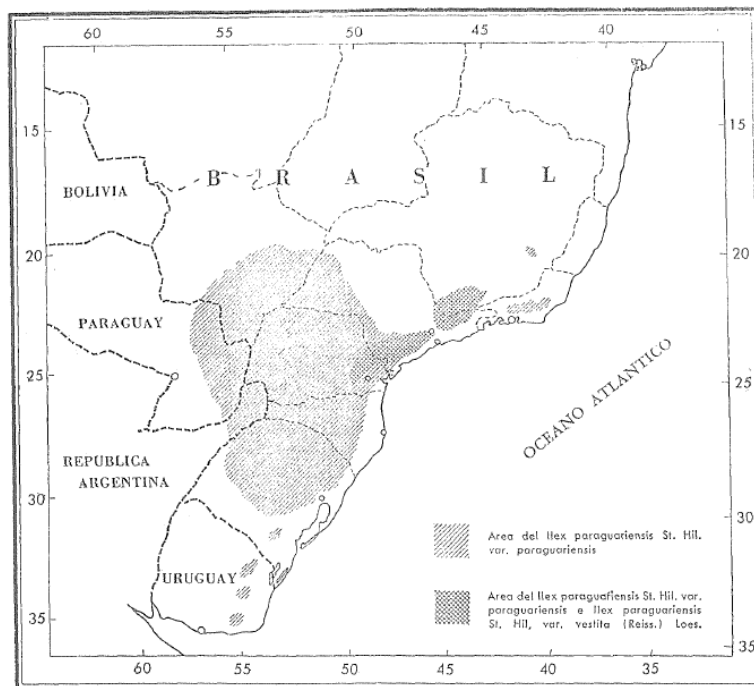 60 55 50 45 40
15 15
B R A S I L
BOLIVIA
20 20
PARAGUAY
25 25
OCEANO ATLANTICO
REPUBLICA
ARGENTINA
30 30
Area del Ilex paraguariensis St. Hil.
var. paraguariensis
URUGUAY
Area del Ilex paraguariensis St. Hil. var.
paraguariensis e Ilex paraguariensis
St. Hil, var. vestita (Reiss.) Loes.
35 35
60 55 50 45 40 35